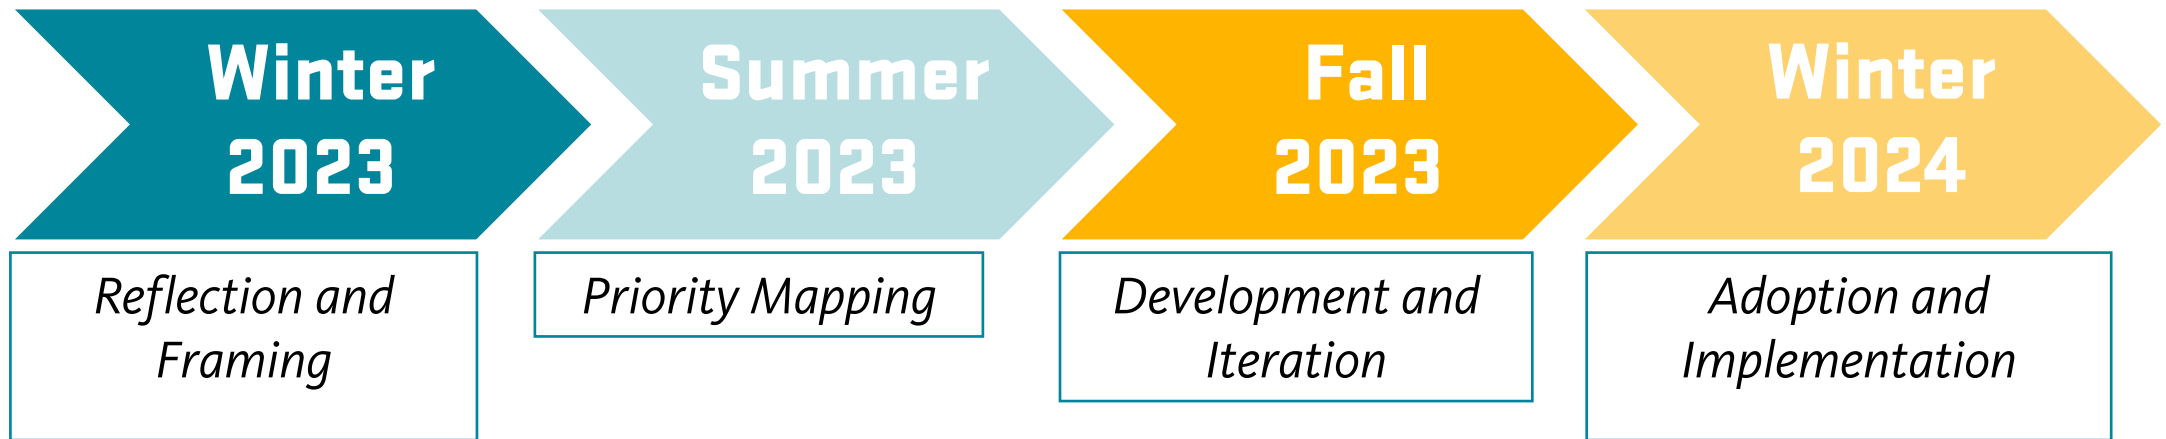 Winter
2023
Summer
2023
Fall
2023
Winter
2024
Reflection and
Framing
Priority Mapping
Development and
Iteration
Adoption and
Implementation